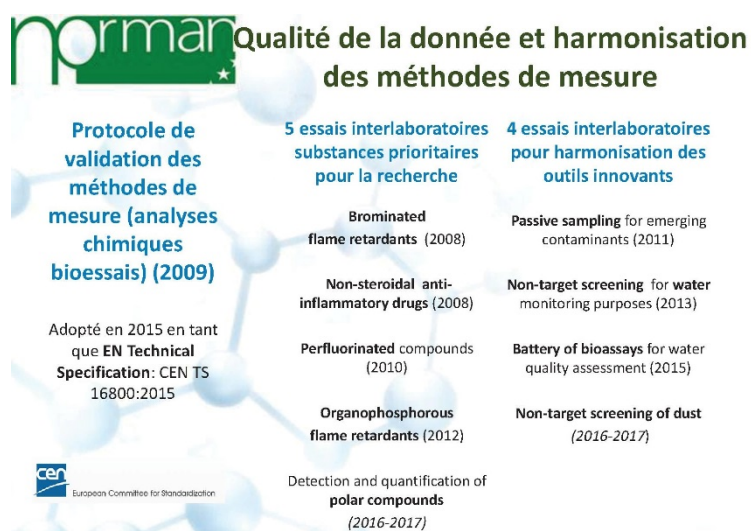 norman
Qualité de la donnée et harmonisation
des méthodes de mesure
Protocole de
validation des
méthodes de
mesure (analyses
chimiques
bioessais) (2009)
Adopté en 2015 en tant
que EN Technical
Specification: CEN TS
16800:2015
cen
European Committee for Standardization
5 essais interlaboratoires
substances prioritaires
pour la recherche
Brominated
flame retardants (2008)
Non-steroidal anti-
inflammatory drugs (2008)
Perfluorinated compounds
(2010)
Organophosphorous
flame retardants (2012)
Detection and quantification of
polar compounds
(2016-2017)
4 essais interlaboratoires
pour harmonisation des
outils innovants
Passive sampling for emerging
contaminants (2011)
Non-target screening for water
monitoring purposes (2013)
Battery of bioassays for water
quality assessment (2015)
Non-target screening of dust
(2016-2017)